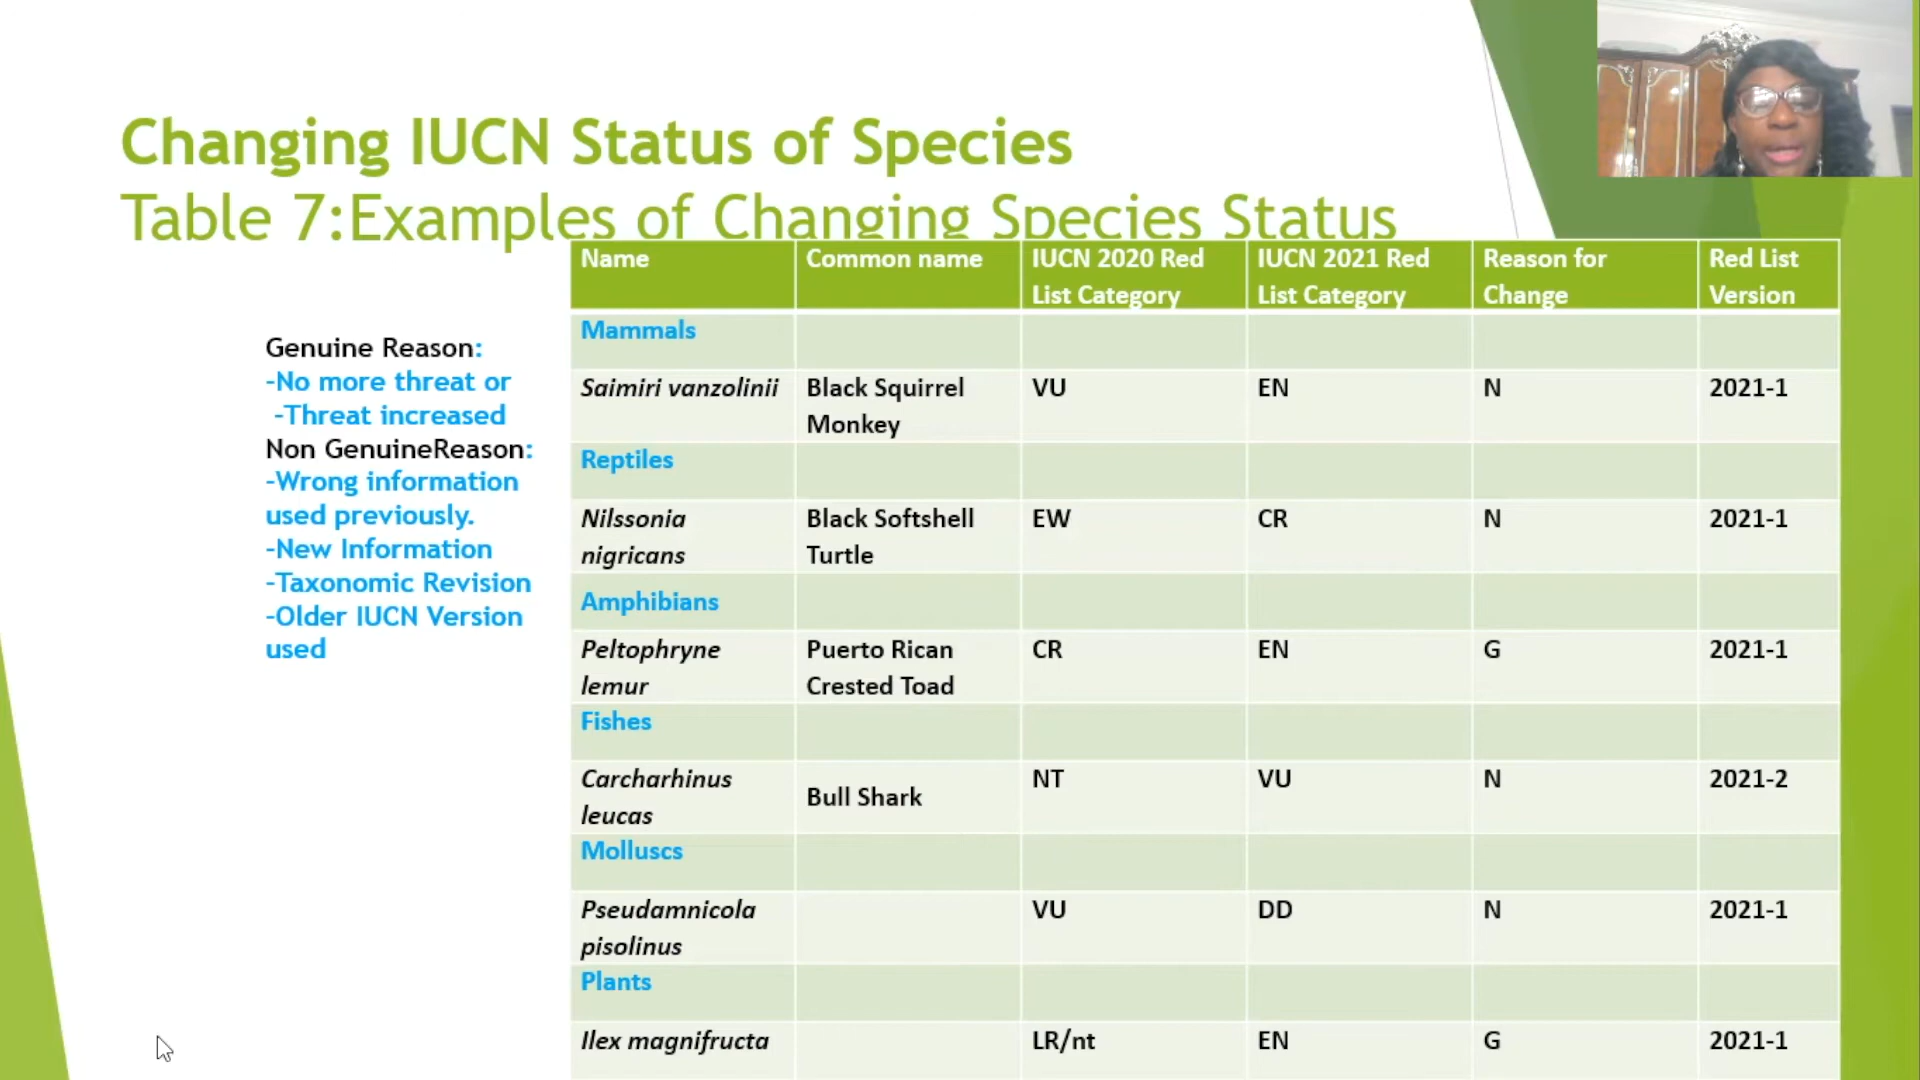 Changing IUCN Status of Species
Table 7:Examples of Changing Species Status
Genuine Reason:
-No more threat or
-Threat increased
Non GenuineReason:
-Wrong information
used previously.
-New Information
-Taxonomic Revision
-Older IUCN Version
used
Name Common name IUCN 2020 Red List Category IUCN 2021 Red List Category Reason for Change Red List Version
Mammals
Saimiri vanzolinii Black Squirrel Monkey VU EN N 2021-1
Reptiles
Nilssonia nigricans Black Softshell Turtle EW CR N 2021-1
Amphibians
Peltophryne lemur Puerto Rican Crested Toad CR EN G 2021-1
Fishes
Carcharhinus leucas Bull Shark NT VU N 2021-2
Molluscs
Pseudamnicola pisolinus VU DD N 2021-1
Plants
Ilex magnifructa LR/nt EN G 2021-1